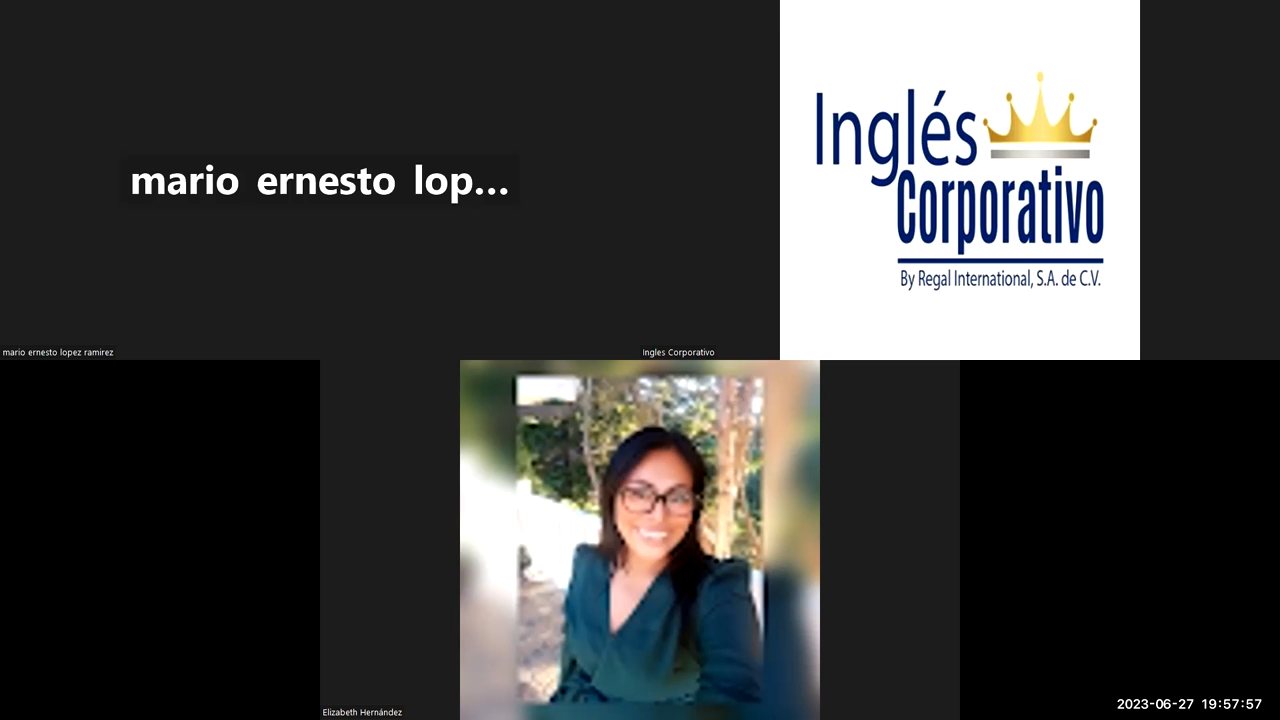 mario ernesto lop...
Inglés
Corporativo
By Regal International, S.A. de C.V.
mario ernesto lopez ramirez
Ingles Corporativo
Elizabeth Hernández
2023-06-27 19:57:57